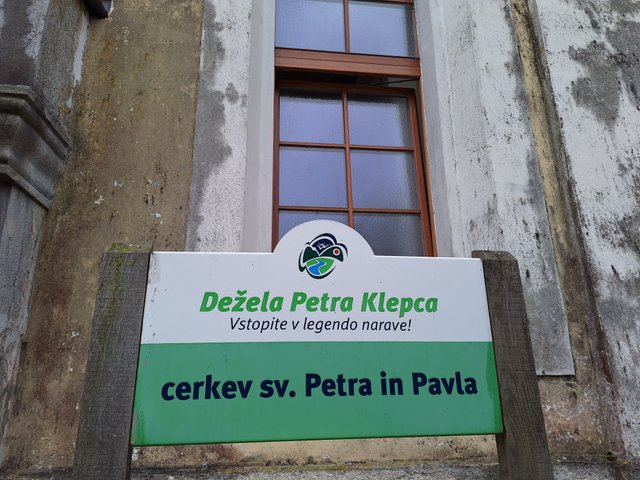 Dežela Petra Klepca
Vstopite v legendo narave!
cerkev sv. Petra in Pavla